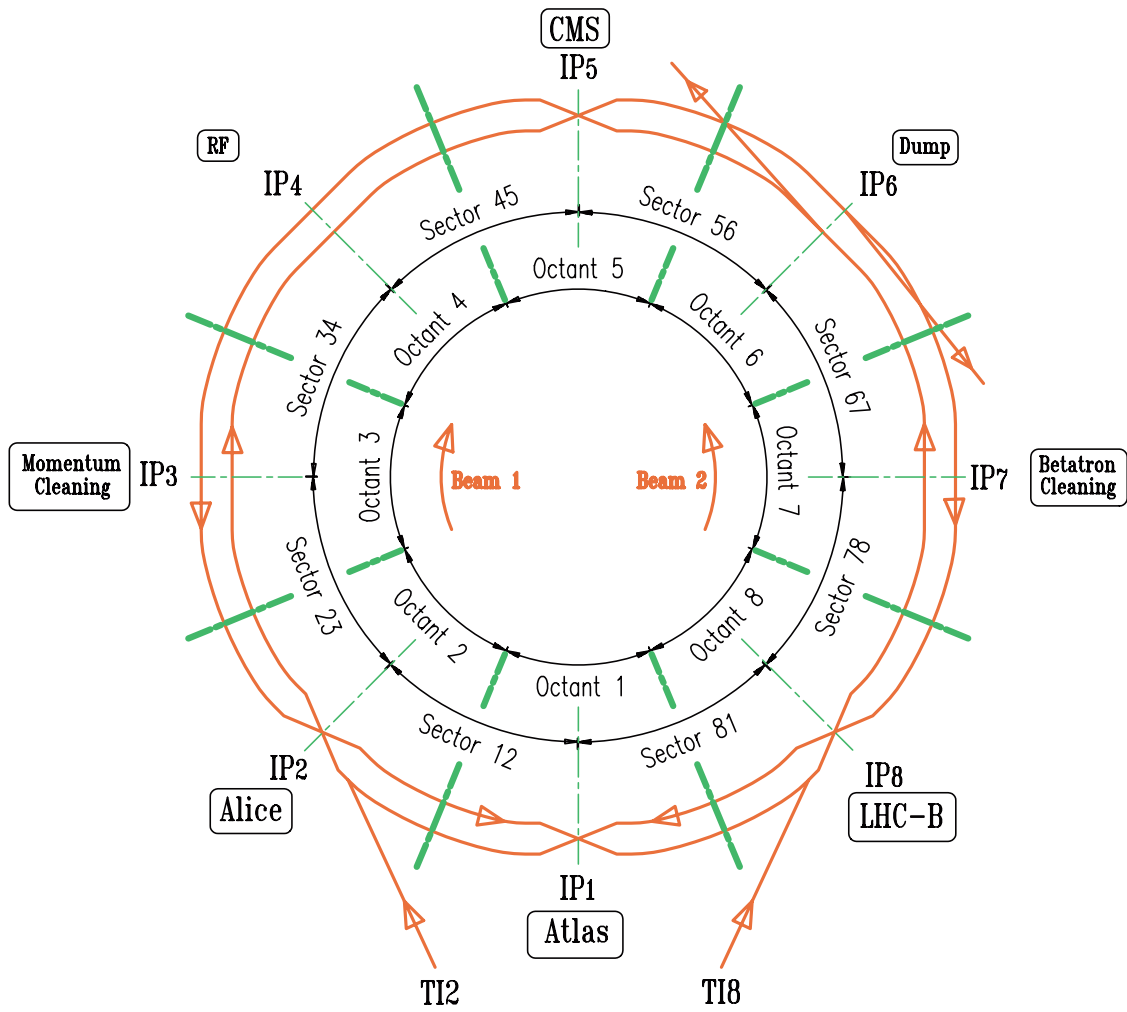 CMS
IP5
RF
Dump
IP4
IP6
Sector 45
Sector 56
Octant 5
Octant 4
Octant 6
Sector 34
Sector 67
Octant 3
Octant 7
Momentum
Cleaning
IP3
Beam 1
Beam 2
IP7
Betatron
Cleaning
Sector 23
Sector 78
Octant 2
Octant 8
Octant 1
Sector 12
Sector 81
IP2
IP8
Alice
LHC-B
IP1
Atlas
TI2
TI8